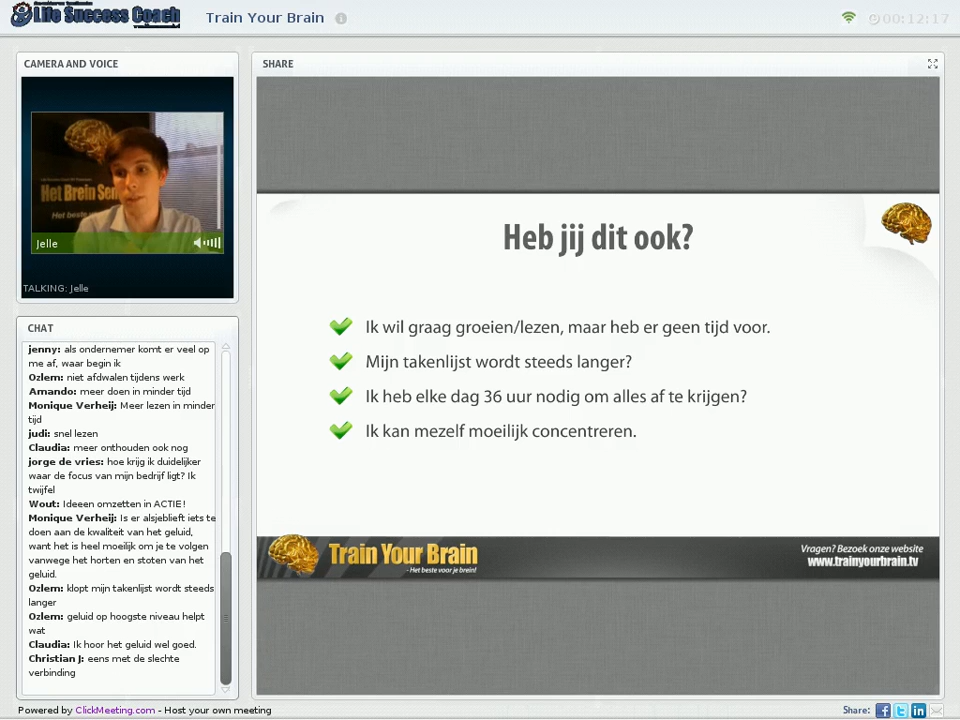 Life Success Coach
Train Your Brain
00:12:17
CAMERA AND VOICE
Het Brein Sem
Het beste vo
Jelle
TALKING: Jelle
CHAT
jenny: als ondernemer komt er veel op
me af, waar begin ik
Ozlem: niet afdwalen tijdens werk
Amando: meer doen in minder tijd
Monique Verheij: Meer lezen in minder
tijd
judi: snel lezen
Claudia: meer onthouden ook nog
jorge de vries: hoe krijg ik duidelijker
waar de focus van mijn bedrijf ligt? Ik
twijfel
Wout: Ideeen omzetten in ACTIE!
Monique Verheij: Is er alsjeblieft iets te
doen aan de kwaliteit van het geluid,
want het is heel moeilijk om je te volgen
vanwege het horten en stoten van het
geluid.
Ozlem: klopt mijn takenlijst wordt steeds
langer
Ozlem: geluid op hoogste niveau helpt
wat
Claudia: Ik hoor het geluid wel goed.
Christian J: eens met de slechte
verbinding
SHARE
Heb jij dit ook?
Ik wil graag groeien/lezen, maar heb er geen tijd voor.
Mijn takenlijst wordt steeds langer?
Ik heb elke dag 36 uur nodig om alles af te krijgen?
Ik kan mezelf moeilijk concentreren.
Train Your Brain
- Het beste voor je brein!
Vragen? Bezoek onze website
www.trainyourbrain.tv
Powered by ClickMeeting.com - Host your own meeting
Share: